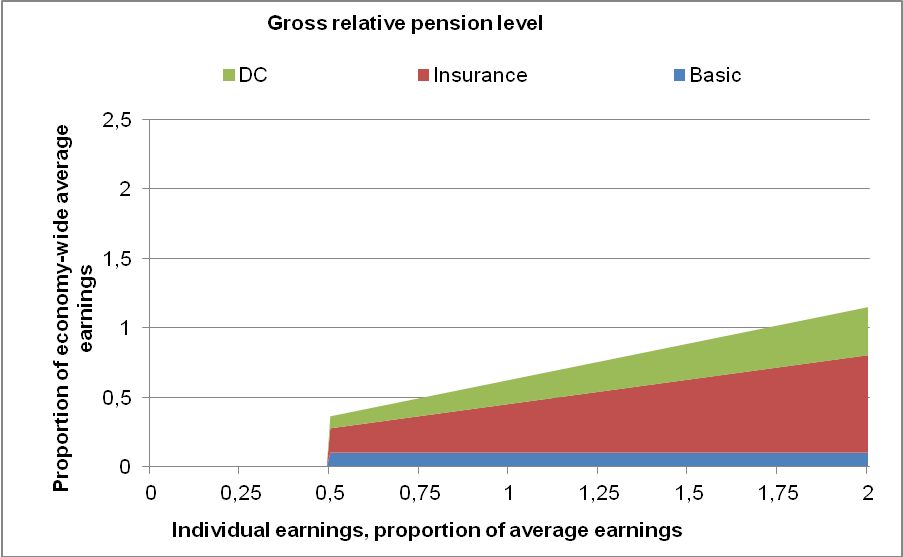 Gross relative pension level
DC Insurance Basic
Proportion of economy-wide average
earnings
2,5
2
1,5
1
0,5
0
0 0,25 0,5 0,75 1 1,25 1,5 1,75 2
Individual earnings, proportion of average earnings